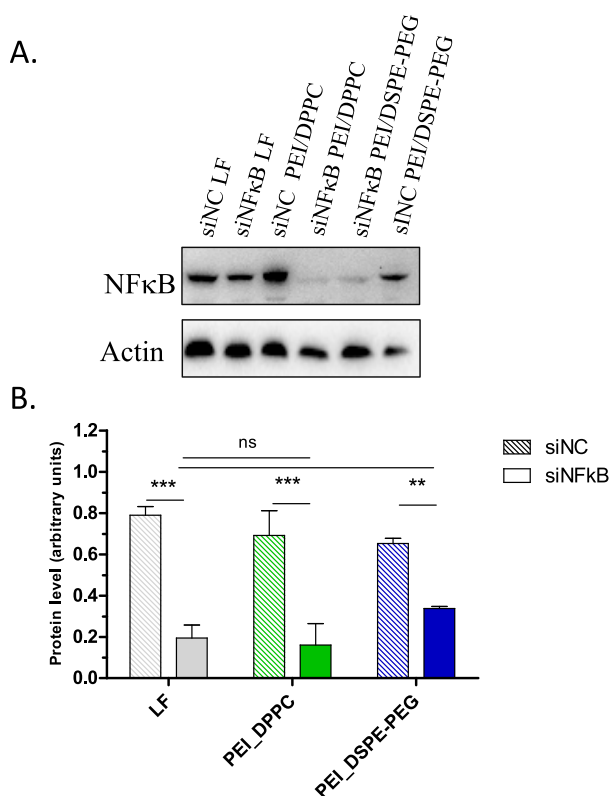 A.
siNC LF
siNFκB LF
siNC PEI/DPPC
siNFκB PEI/DPPC
siNFκB PEI/DSPE-PEG
sINC PEI/DSPE-PEG
NFκB
Actin
B.
1.2
1.0
0.8
0.6
0.4
0.2
0.0
Protein level (arbitrary units)
ns
***
***
**
siNC
siNFkB
LF
PEI_DPPC
PEI_DSPE-PEG